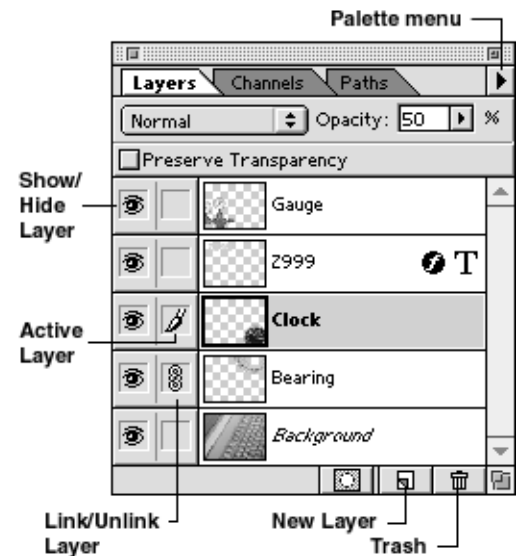 Palette menu
Layers Channels Paths
Normal Opacity: 50 %
Preserve Transparency
Show/
Hide
Layer
Gauge
Z999 f T
Active
Layer
Clock
Bearing
Background
Link/Unlink
Layer
New Layer
Trash